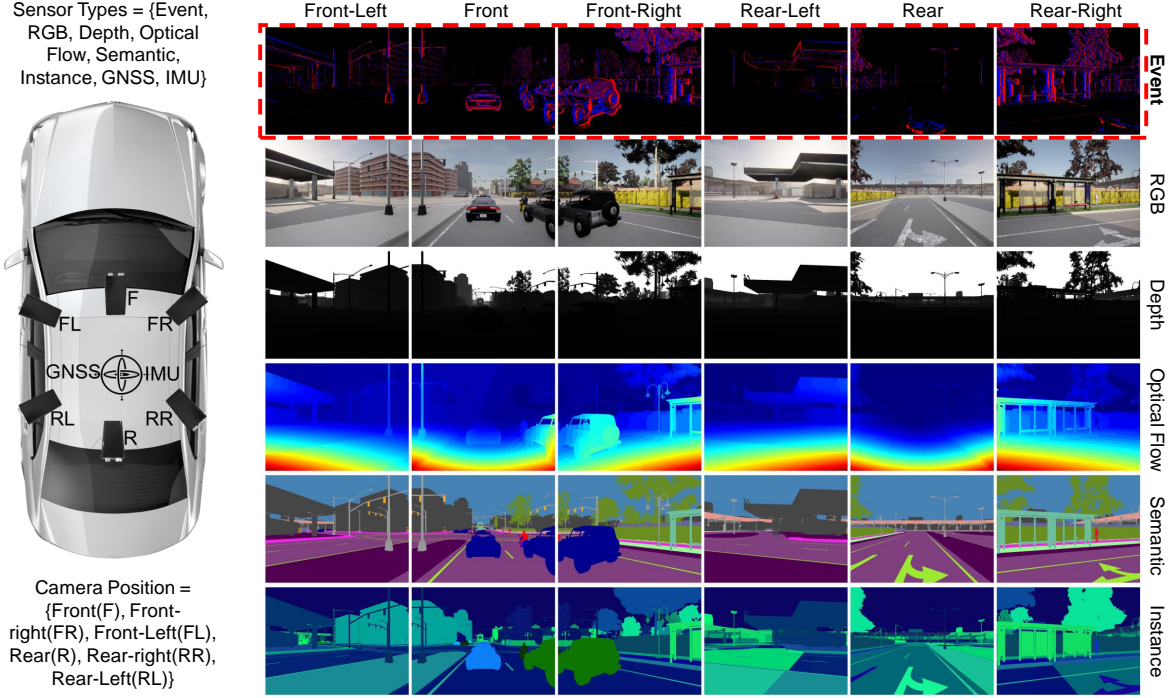 Sensor Types = {Event,
RGB, Depth, Optical
Flow, Semantic,
Instance, GNSS, IMU}
F
FL
FR
GNSS
IMU
RL
RR
R
Camera Position =
{Front(F), Front-
right(FR), Front-Left(FL),
Rear(R), Rear-right(RR),
Rear-Left(RL)}
Front-Left
Front
Front-Right
Rear-Left
Rear
Rear-Right
Event
RGB
Depth
Optical Flow
Semantic
Instance